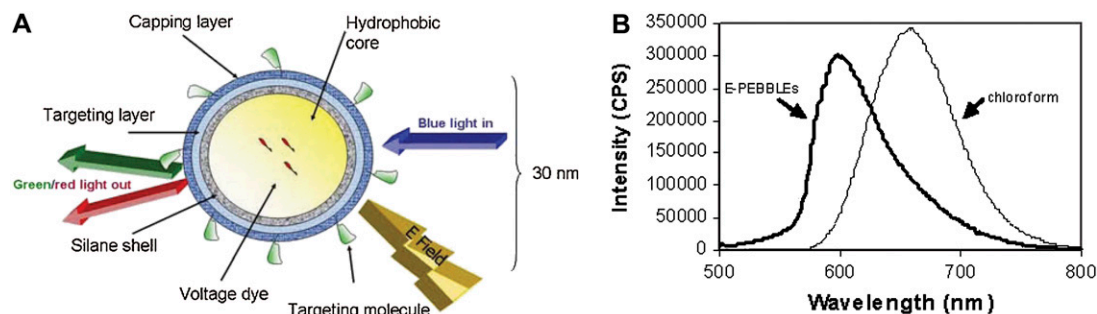 A
Capping layer
Hydrophobic
core
Targeting layer
Blue light in
30 nm
Green/red light out
Silane shell
E Field
Voltage dye
Targeting molecule
B
350000
300000
250000
200000
150000
100000
50000
0
Intensity (CPS)
E-PEBBLEs
chloroform
500
600
700
800
Wavelength (nm)